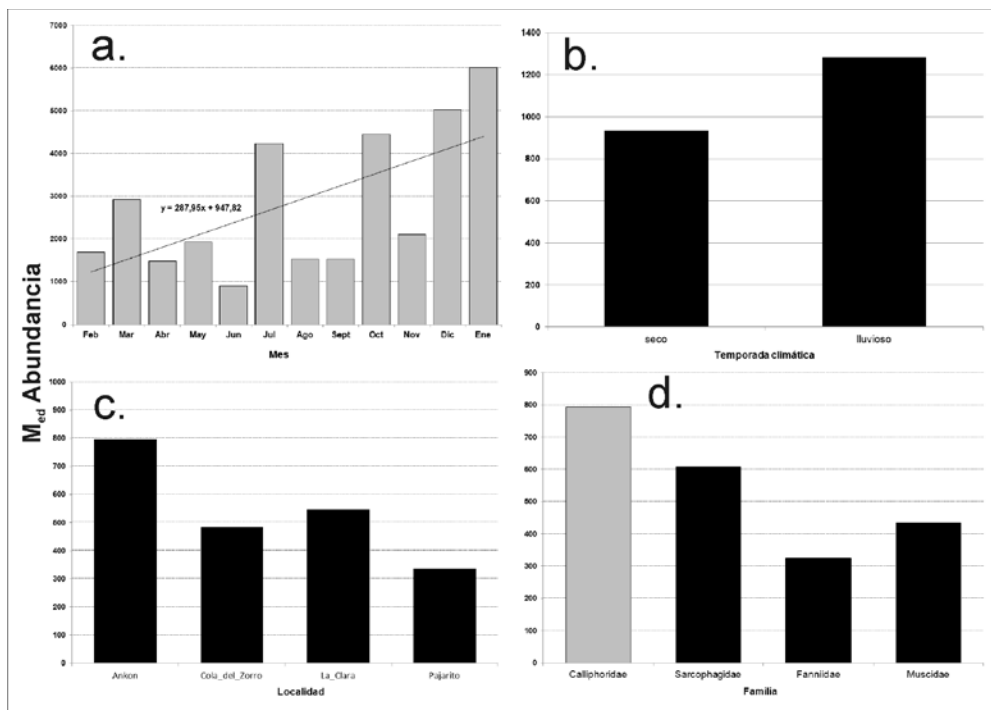 M_ed Abundancia
a.
7000
6000
5000
4000
3000
2000
1000
0
y = 287,95x + 947,82
Feb Mar Abr May Jun Jul Ago Sept Oct Nov Dic Ene
Mes
b.
1400
1200
1000
800
600
400
200
0
seco lluvioso
Temporada climática
c.
1000
900
800
700
600
500
400
300
200
100
0
Ankon Cola_del_Zorro La_Clara Pajarito
Localidad
d.
900
800
700
600
500
400
300
200
100
0
Calliphoridae Sarcophagidae Fanniidae Muscidae
Familia